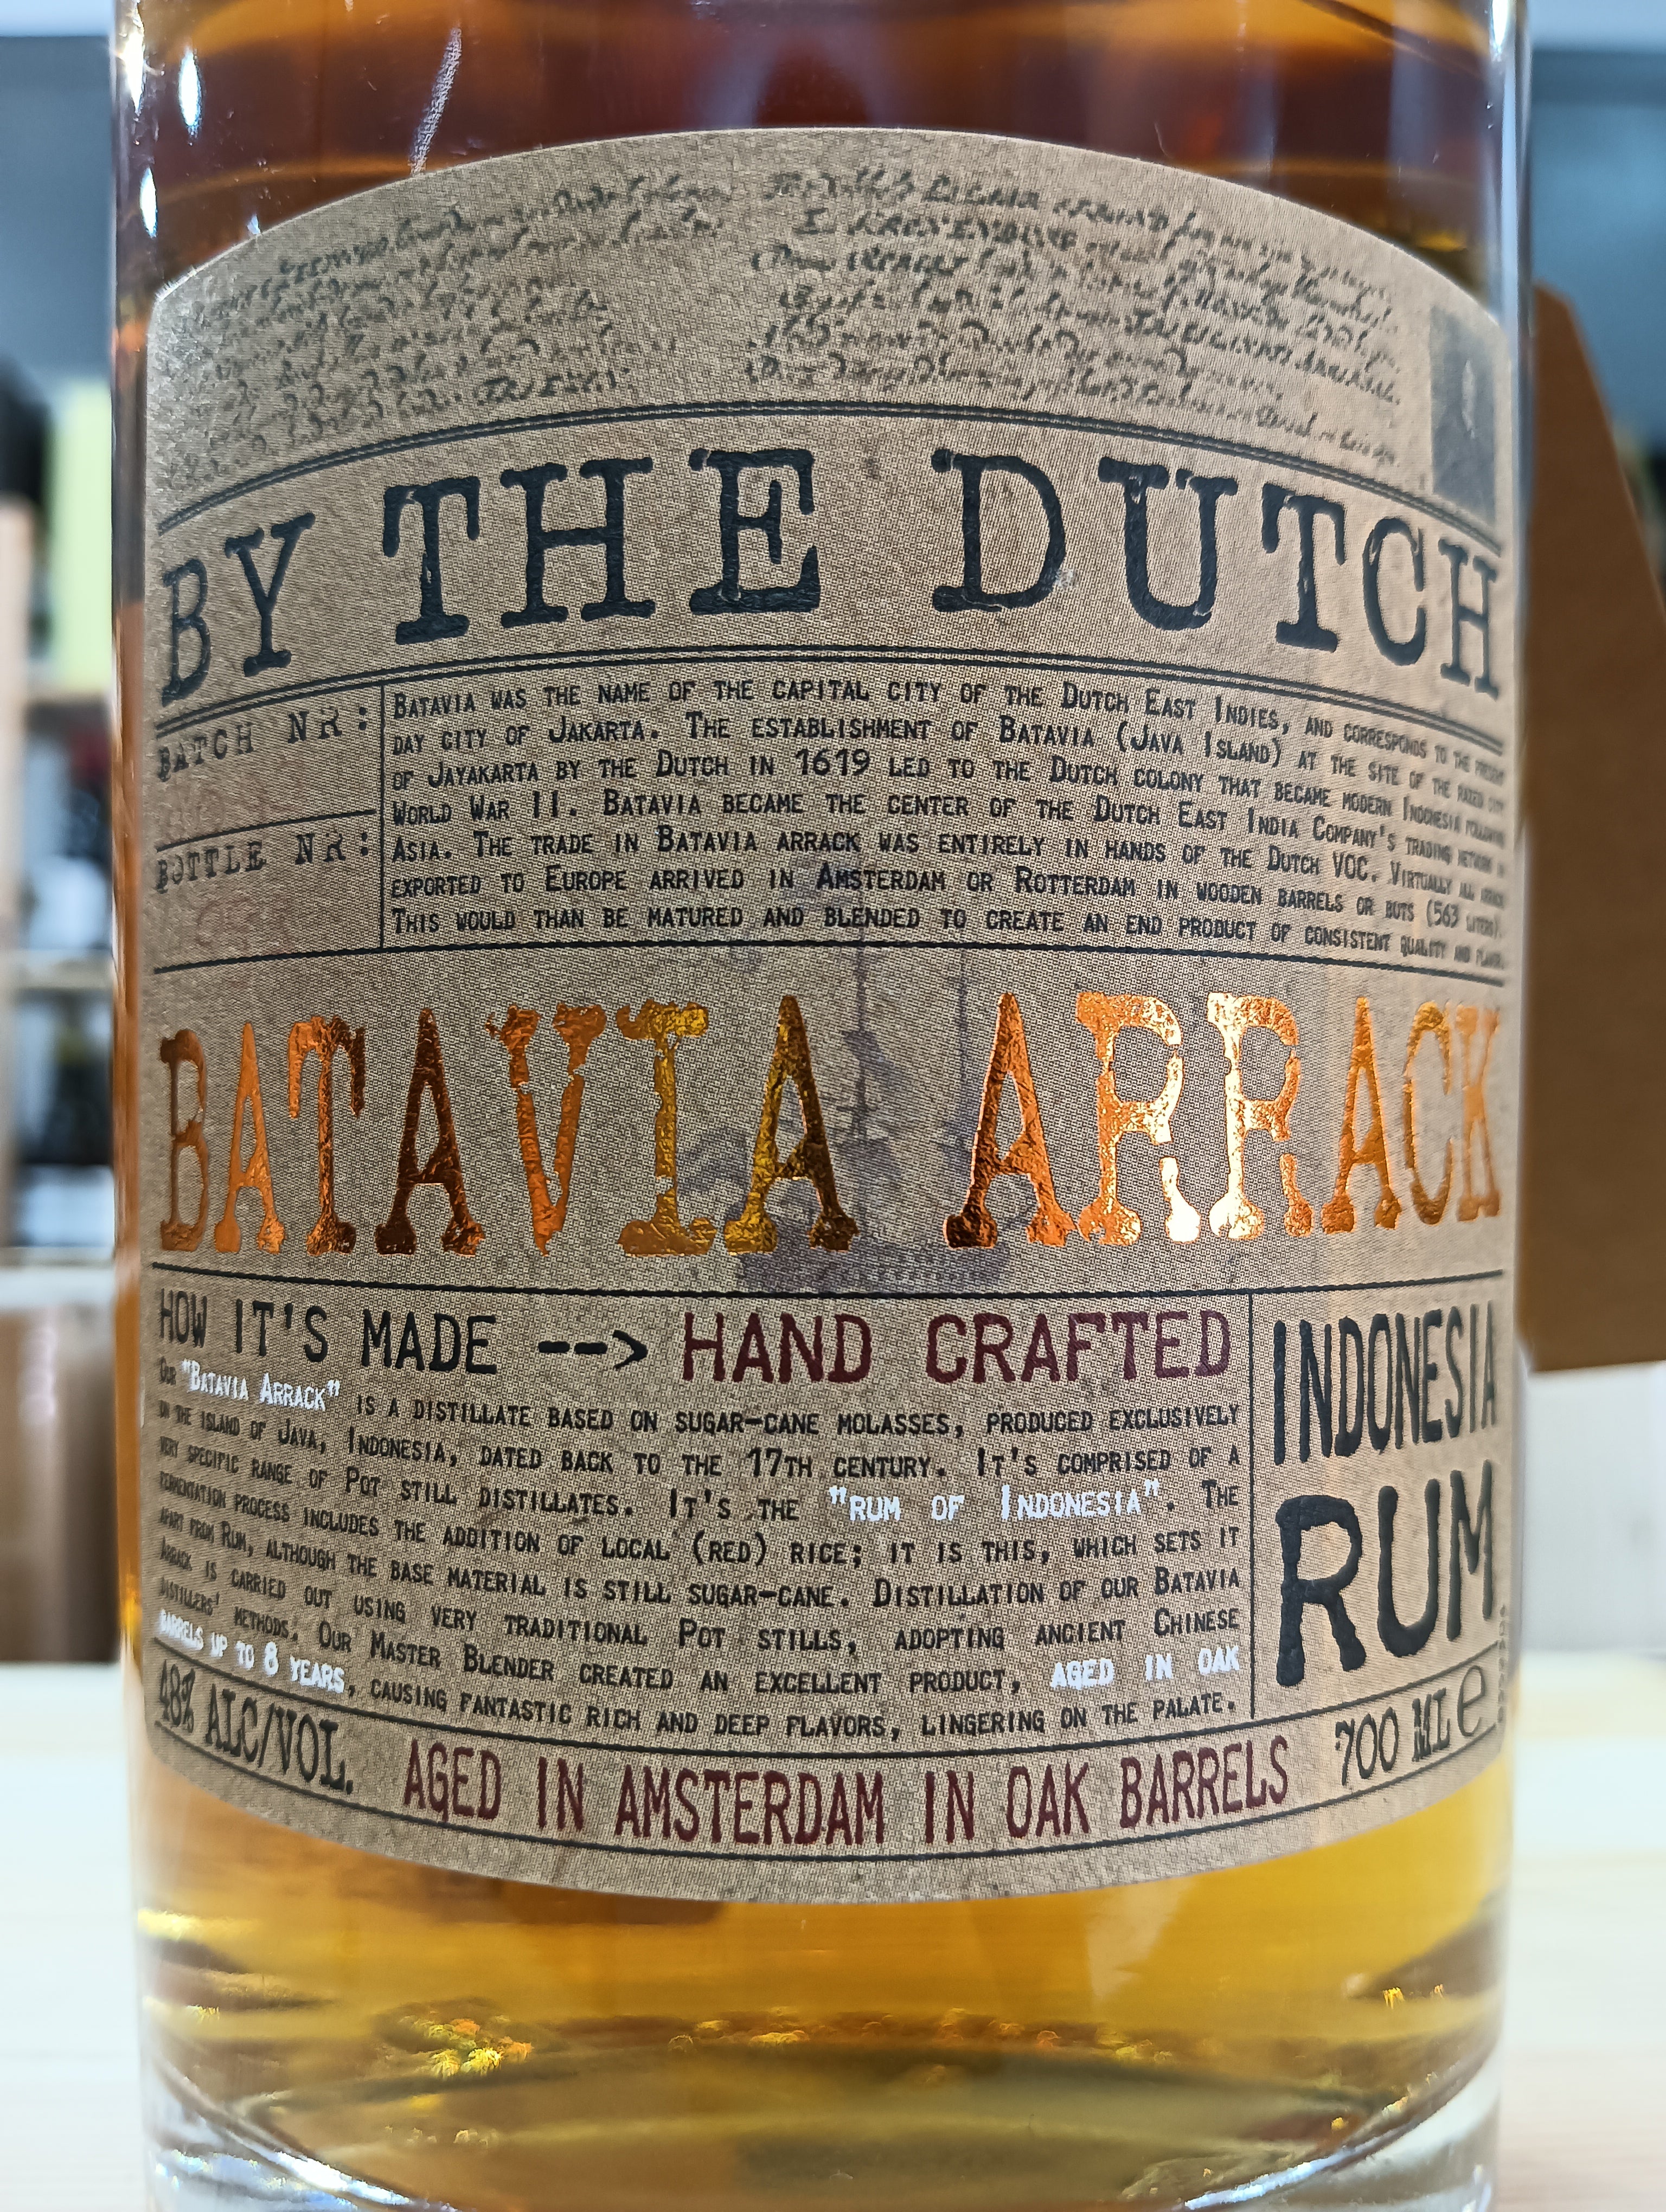 BY THE DUTCH
BATCH NR:
BOTTLE NR:
BATAVIA WAS THE NAME OF THE CAPITAL CITY OF THE DUTCH EAST INDIES, AND CORRESPONDS TO THE PRESENT
DAY CITY OF JAKARTA. THE ESTABLISHMENT OF BATAVIA (JAVA ISLAND) AT THE SITE OF THE RAZED CITY
OF JAYAKARTA BY THE DUTCH IN 1619 LED TO THE DUTCH COLONY THAT BECAME MODERN INDONESIA FOLLOWING
WORLD WAR II. BATAVIA BECAME THE CENTER OF THE DUTCH EAST INDIA COMPANY'S TRADING NETWORK IN
ASIA. THE TRADE IN BATAVIA ARRACK WAS ENTIRELY IN HANDS OF THE DUTCH VOC. VIRTUALLY ALL ARRACK
EXPORTED TO EUROPE ARRIVED IN AMSTERDAM OR ROTTERDAM IN WOODEN BARRELS OR BUTS (563 LITERS).
THIS WOULD THAN BE MATURED AND BLENDED TO CREATE AN END PRODUCT OF CONSISTENT QUALITY AND FLAVOR.
BATAVIA ARRACK
HOW IT'S MADE --> HAND CRAFTED
OUR "BATAVIA ARRACK" IS A DISTILLATE BASED ON SUGAR-CANE MOLASSES, PRODUCED EXCLUSIVELY
IN THE ISLAND OF JAVA, INDONESIA, DATED BACK TO THE 17TH CENTURY. IT'S COMPRISED OF A
VERY SPECIFIC RANGE OF POT STILL DISTILLATES. IT'S THE "RUM OF INDONESIA". THE
FERMENTATION PROCESS INCLUDES THE ADDITION OF LOCAL (RED) RICE; IT IS THIS, WHICH SETS IT
APART FROM RUM, ALTHOUGH THE BASE MATERIAL IS STILL SUGAR-CANE. DISTILLATION OF OUR BATAVIA
ARRACK IS CARRIED OUT USING VERY TRADITIONAL POT STILLS, ADOPTING ANCIENT CHINESE
DISTILLERS' METHODS. OUR MASTER BLENDER CREATED AN EXCELLENT PRODUCT, AGED IN OAK
BARRELS UP TO 8 YEARS, CAUSING FANTASTIC RICH AND DEEP FLAVORS, LINGERING ON THE PALATE.
INDONESIA
RUM
48% ALC/VOL.
AGED IN AMSTERDAM IN OAK BARRELS
700 ML e